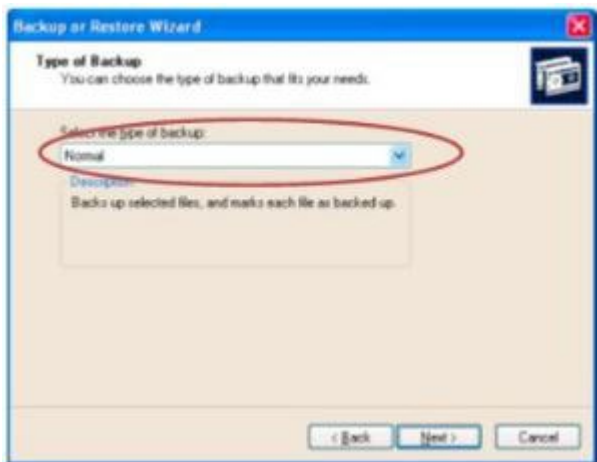 Backup or Restore Wizard
Type of Backup
You can choose the type of backup that fits your needs.
Select the type of backup:
Normal
Description
Backs up selected files, and marks each file as backed up.
< Back
Next >
Cancel